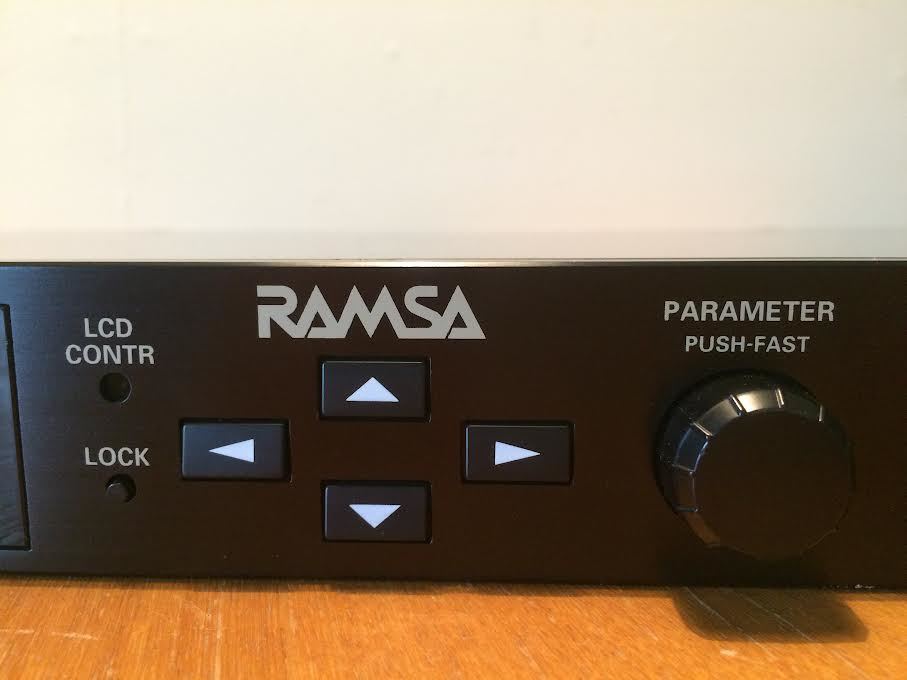 RAMSA
LCD
CONTR
LOCK
PARAMETER
PUSH-FAST